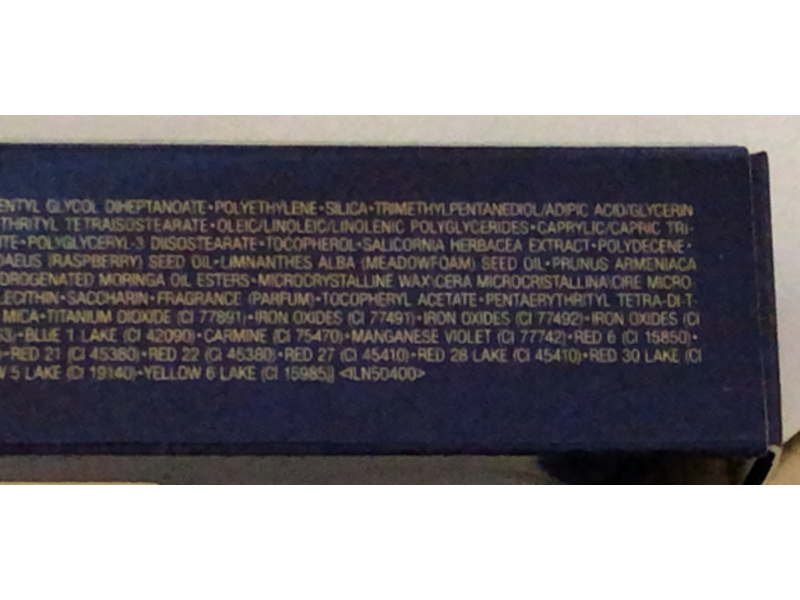 ENTYL GLYCOL DIHEPTANOATE•POLYETHYLENE•SILICA•TRIMETHYLPENTANEDIOL/ADIPIC ACID/GLYCERIN
THRITYL TETRAISOSTEARATE•OLEIC/LINOLEIC/LINOLENIC POLYGLYCERIDES•CAPRYLIC/CAPRIC TRI-
TE•POLYGLYCERYL-3 DIISOSTEARATE•TOCOPHEROL•SALICORNIA HERBACEA EXTRACT•POLYDECENE•
DAEUS (RASPBERRY) SEED OIL•LIMNANTHES ALBA (MEADOWFOAM) SEED OIL•PRUNUS ARMENIACA
DROGENATED MORINGA OIL ESTERS•MICROCRYSTALLINE WAX\CERA MICROCRISTALLINA\CIRE MICRO
LECITHIN•SACCHARIN•FRAGRANCE (PARFUM)•TOCOPHERYL ACETATE•PENTAERYTHRITYL TETRA-DI-T-
MICA•TITANIUM DIOXIDE (CI 77891)•IRON OXIDES (CI 77491)•IRON OXIDES (CI 77492)•IRON OXIDES (CI
•BLUE 1 LAKE (CI 42090)•CARMINE (CI 75470)•MANGANESE VIOLET (CI 77742)•RED 6 (CI 15850)•
•RED 21 (CI 45380)•RED 22 (CI 45380)•RED 27 (CI 45410)•RED 28 LAKE (CI 45410)•RED 30 LAKE (CI
W 5 LAKE (CI 19140)•YELLOW 6 LAKE (CI 15985)] <ILN50400>